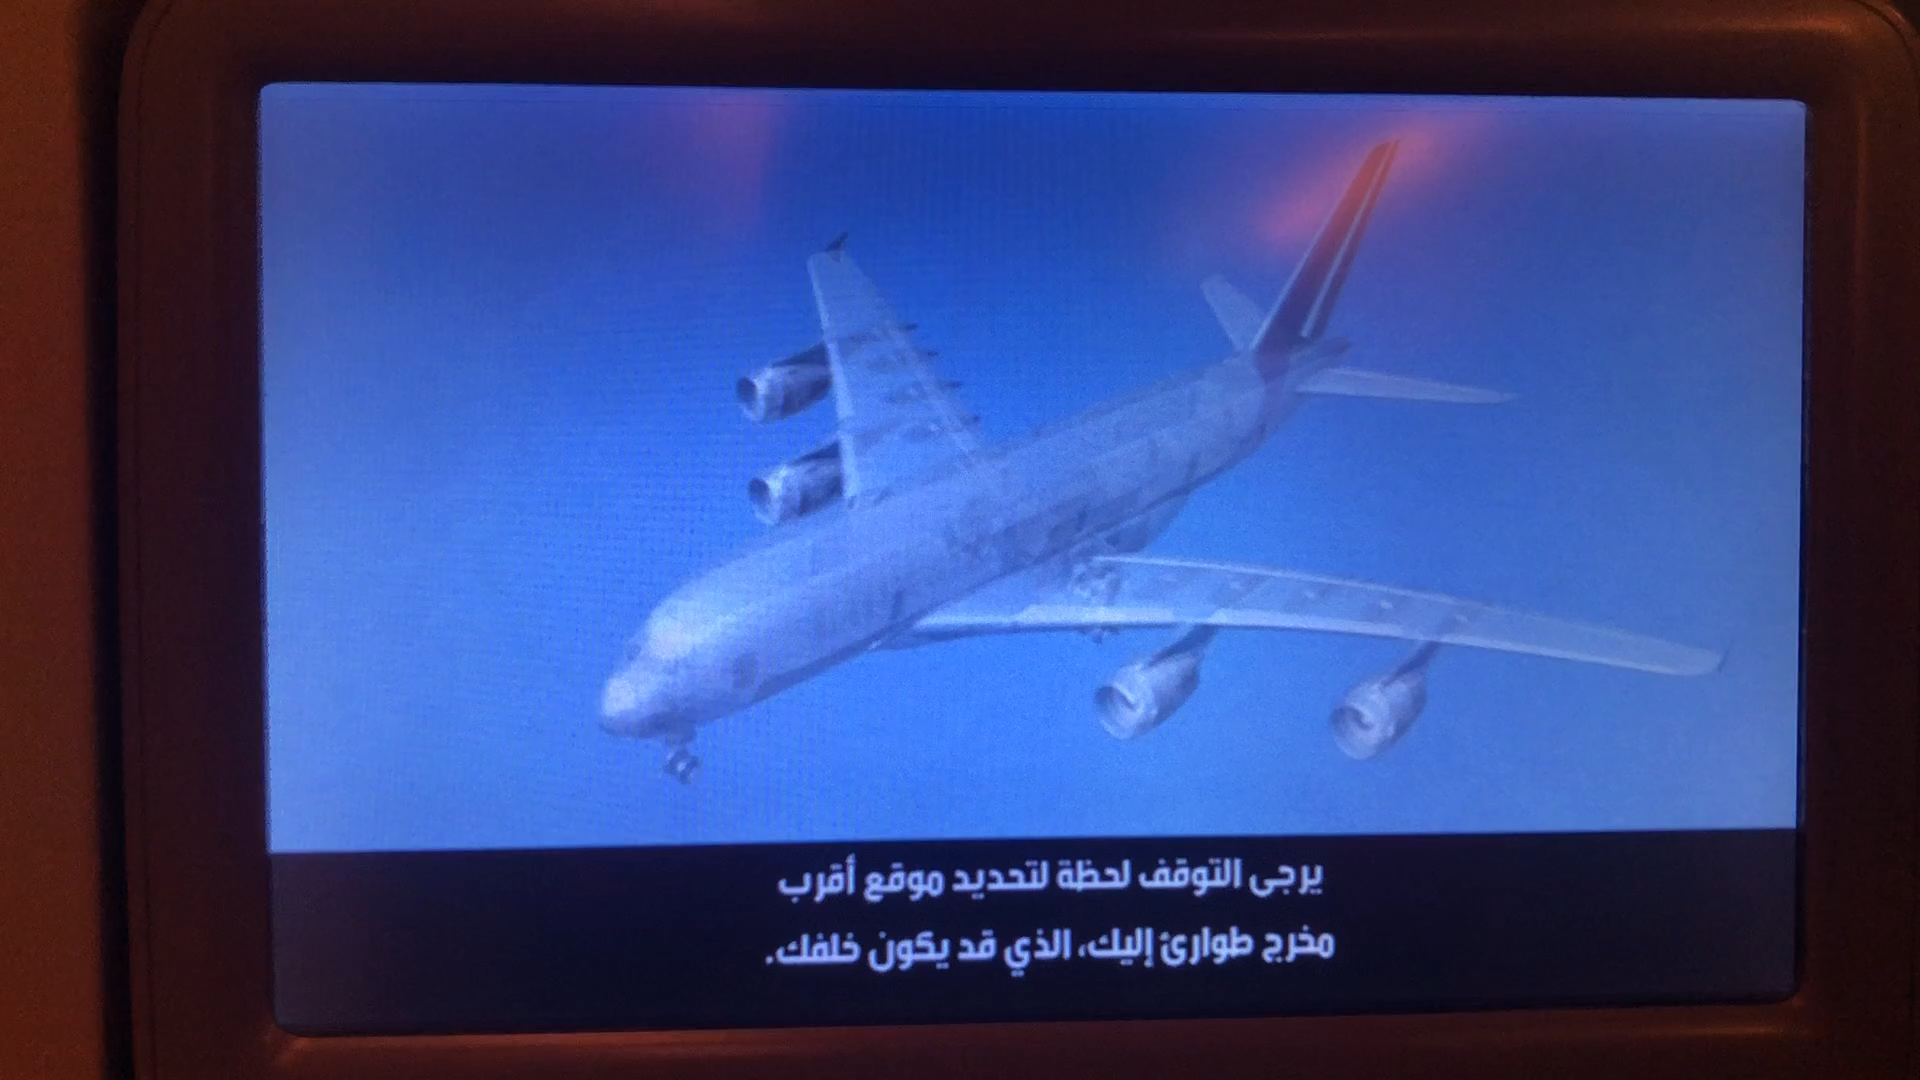 يرجى التوقف لحظة لتحديد موقع أقرب
مخرج طوارئ إليك، الذي قد يكون خلفك.